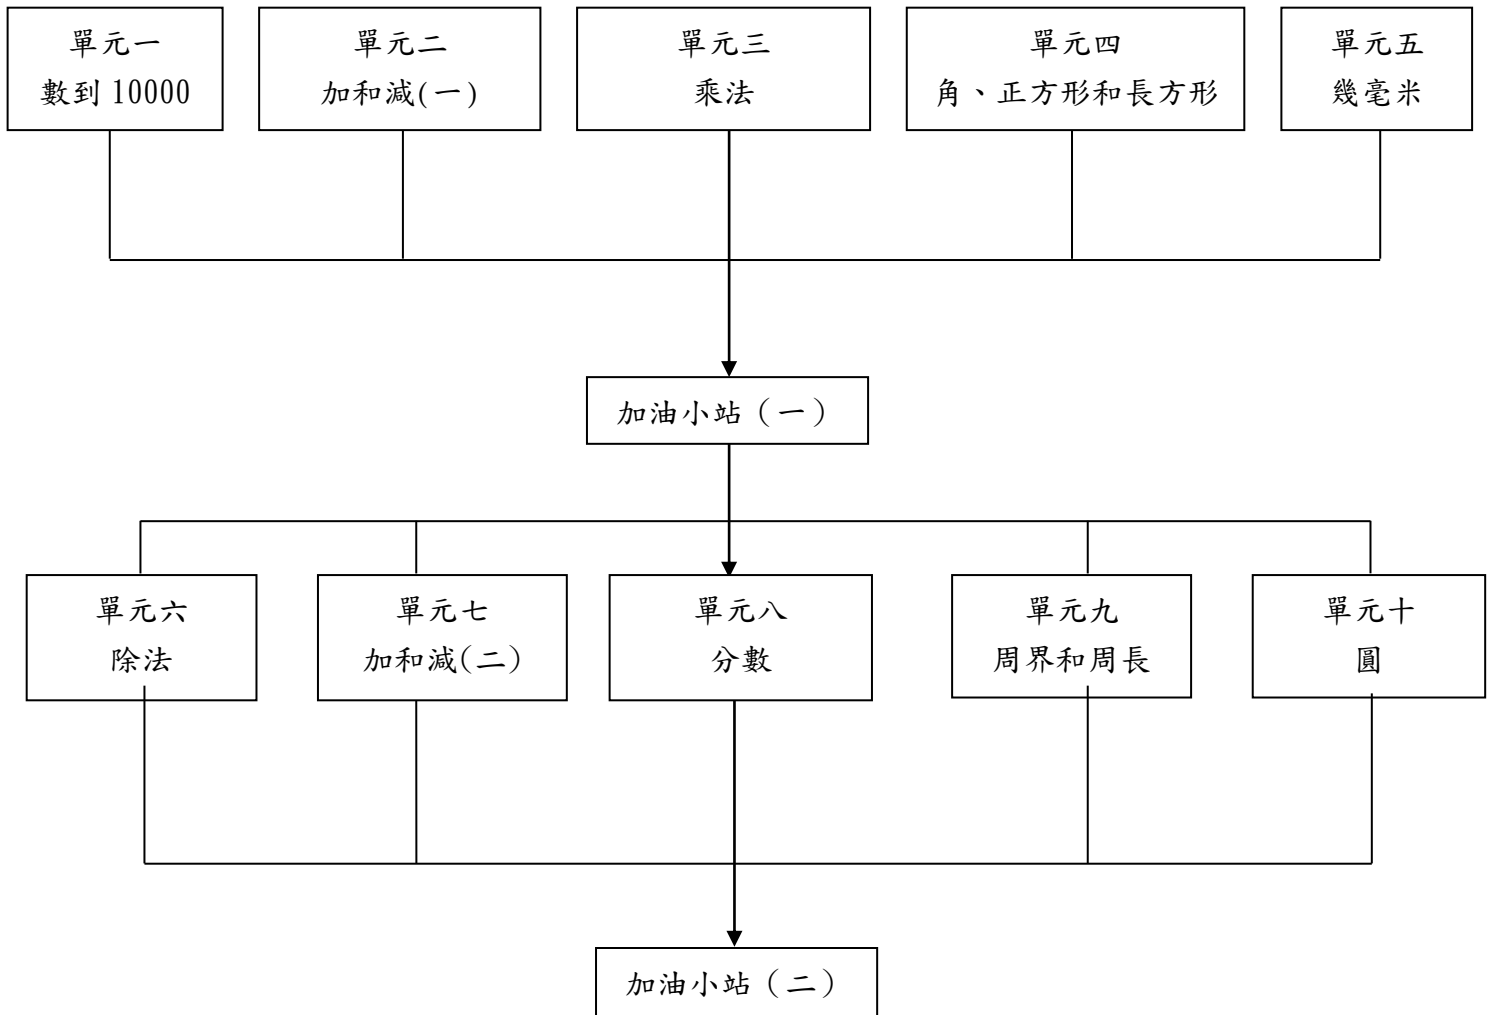 單元一
數到 10000
單元二
加和減(一)
單元三
乘法
單元四
角、正方形和長方形
單元五
幾毫米
加油小站（一）
單元六
除法
單元七
加和減(二)
單元八
分數
單元九
周界和周長
單元十
圓
加油小站（二）